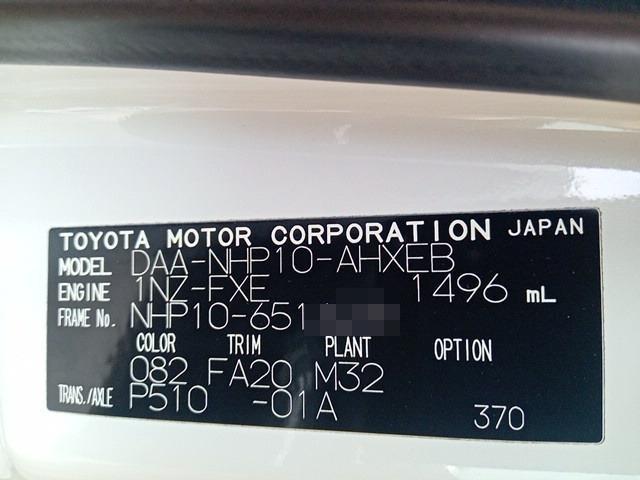 TOYOTA MOTOR CORPORATION JAPAN
MODEL DAA-NHP10-AHXEB
ENGINE 1NZ-FXE 1496 mL
FRAME No. NHP10-651
COLOR TRIM PLANT OPTION
082 FA20 M32
TRANS./AXLE P510 -01A 370